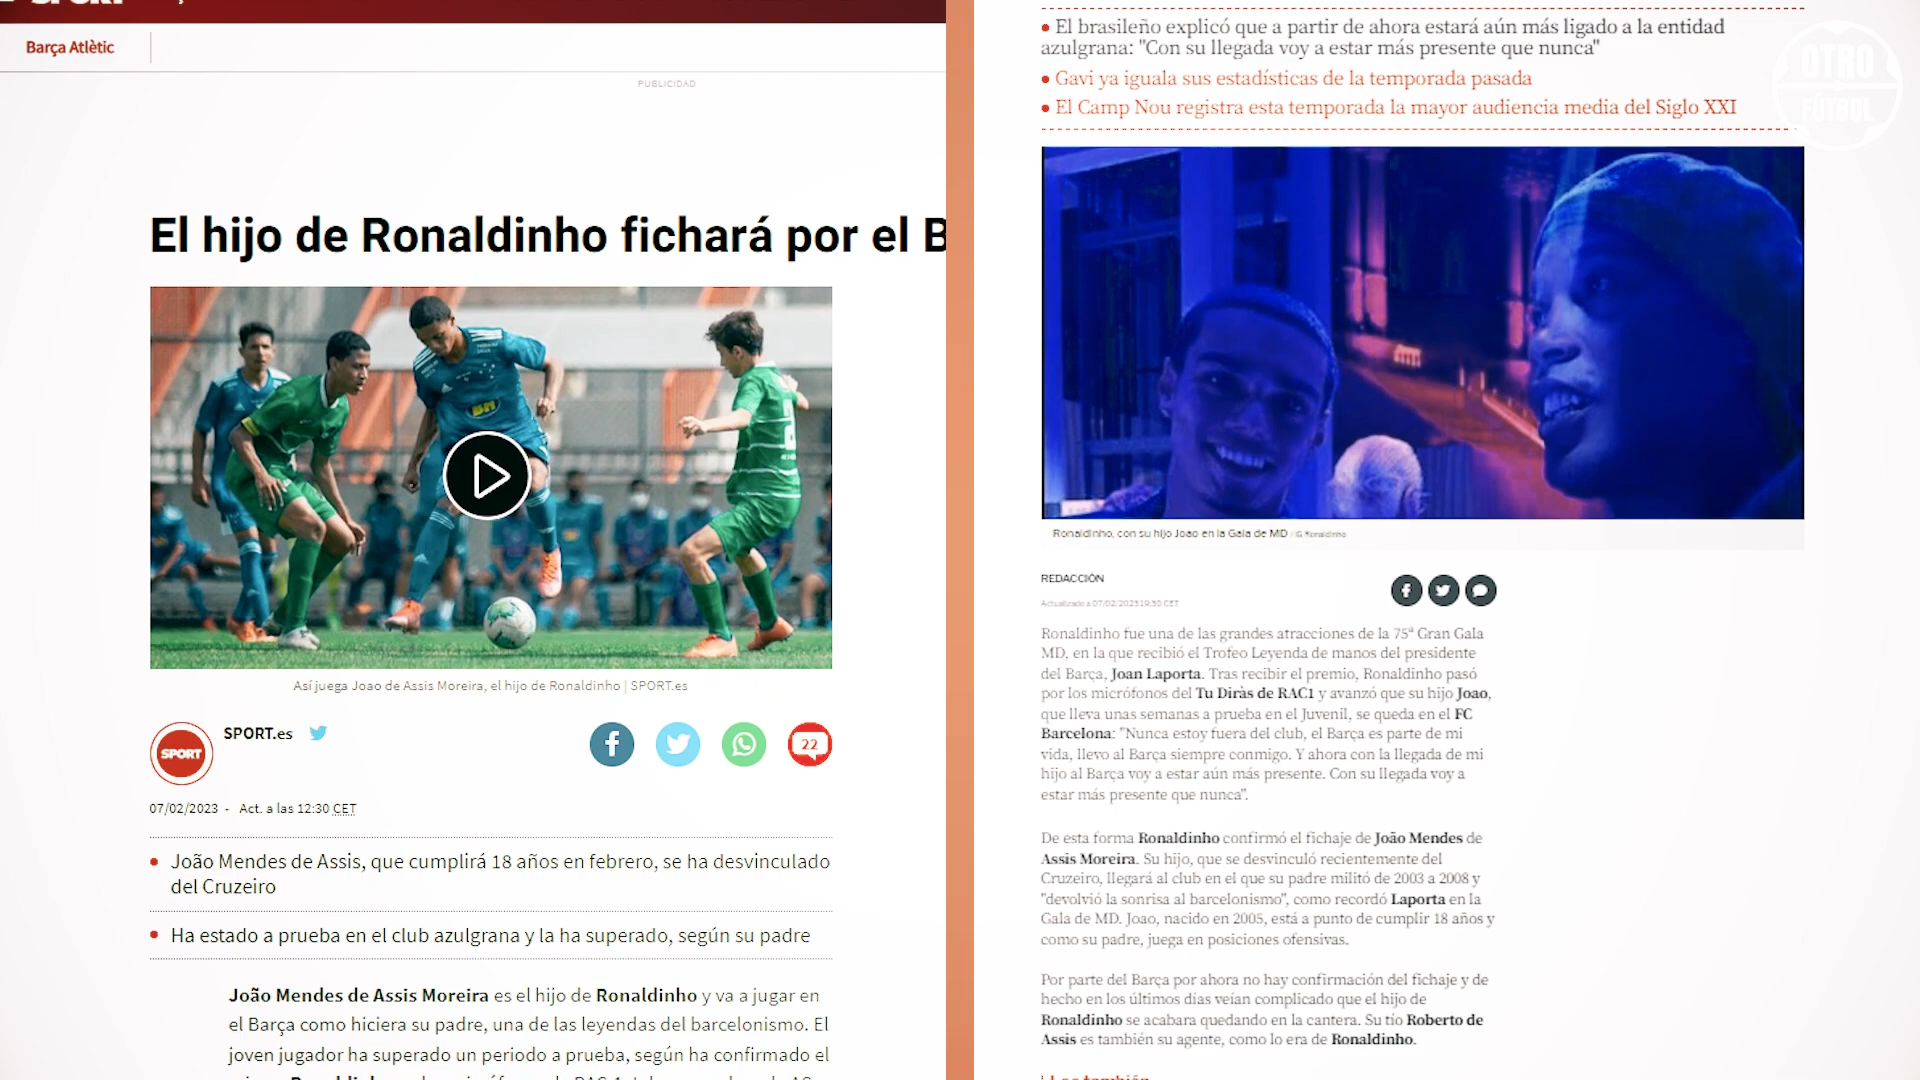 Barça Atlètic
PUBLICIDAD
El hijo de Ronaldinho fichará por el B
Así juega Joao de Assis Moreira, el hijo de Ronaldinho | SPORT.es
SPORT
SPORT.es
22
07/02/2023 - Act. a las 12:30 CET
• João Mendes de Assis, que cumplirá 18 años en febrero, se ha desvinculado
del Cruzeiro
• Ha estado a prueba en el club azulgrana y la ha superado, según su padre
João Mendes de Assis Moreira es el hijo de Ronaldinho y va a jugar en
el Barça como hiciera su padre, una de las leyendas del barcelonismo. El
joven jugador ha superado un periodo a prueba, según ha confirmado el
• El brasileño explicó que a partir de ahora estará aún más ligado a la entidad
azulgrana: "Con su llegada voy a estar más presente que nunca"
• Gavi ya iguala sus estadísticas de la temporada pasada
• El Camp Nou registra esta temporada la mayor audiencia media del Siglo XXI
OTRO
FÚTBOL
Ronaldinho, con su hijo Joao en la Gala de MD / IG Ronaldinho
REDACCIÓN
Actualizado a 07/02/2023 19:30 CET
Ronaldinho fue una de las grandes atracciones de la 75ª Gran Gala
MD, en la que recibió el Trofeo Leyenda de manos del presidente
del Barça, Joan Laporta. Tras recibir el premio, Ronaldinho pasó
por los micrófonos del Tu Diràs de RAC1 y avanzó que su hijo Joao,
que lleva unas semanas a prueba en el Juvenil, se queda en el FC
Barcelona: "Nunca estoy fuera del club, el Barça es parte de mi
vida, llevo al Barça siempre conmigo. Y ahora con la llegada de mi
hijo al Barça voy a estar aún más presente. Con su llegada voy a
estar más presente que nunca".
De esta forma Ronaldinho confirmó el fichaje de João Mendes de
Assis Moreira. Su hijo, que se desvinculó recientemente del
Cruzeiro, llegará al club en el que su padre militó de 2003 a 2008 y
"devolvió la sonrisa al barcelonismo", como recordó Laporta en la
Gala de MD. Joao, nacido en 2005, está a punto de cumplir 18 años y
como su padre, juega en posiciones ofensivas.
Por parte del Barça por ahora no hay confirmación del fichaje y de
hecho en los últimos días veían complicado que el hijo de
Ronaldinho se acabara quedando en la cantera. Su tío Roberto de
Assis es también su agente, como lo era de Ronaldinho.